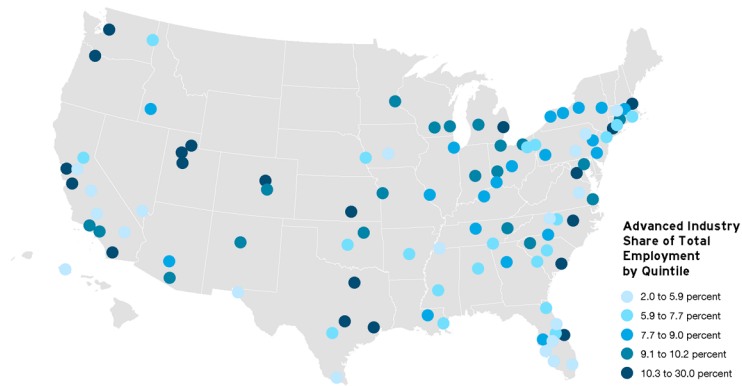 Advanced Industry
Share of Total
Employment
by Quintile
2.0 to 5.9 percent
5.9 to 7.7 percent
7.7 to 9.0 percent
9.1 to 10.2 percent
10.3 to 30.0 percent